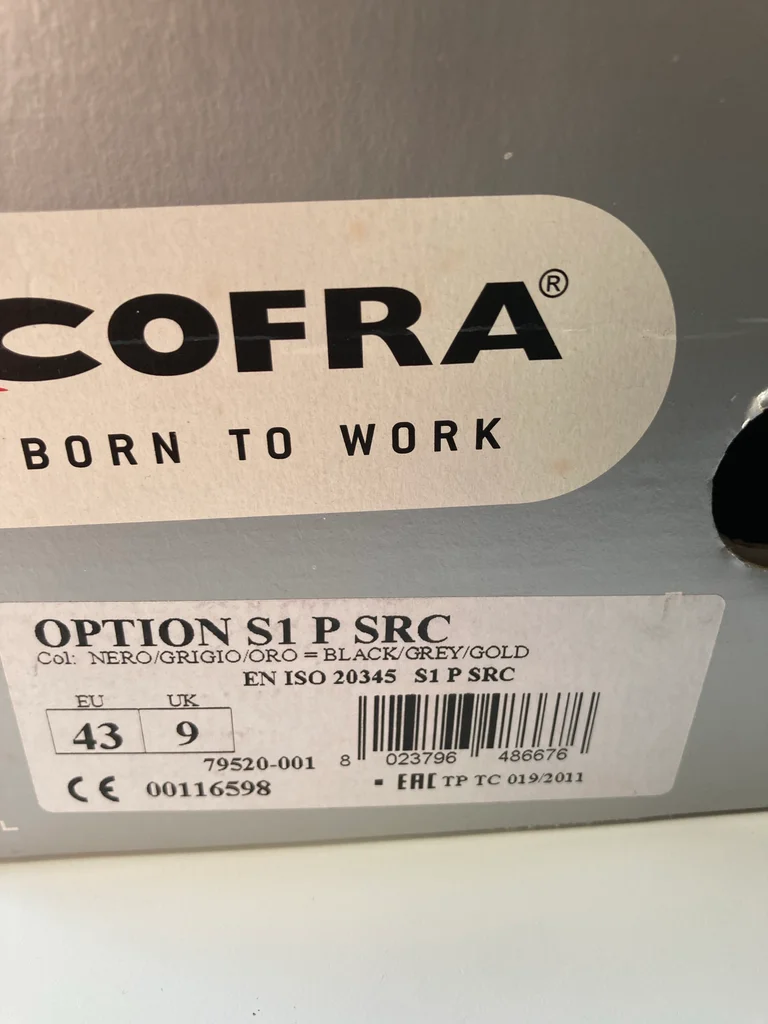 COFRA®
BORN TO WORK
OPTION S1 P SRC
Col: NERO/GRIGIO/ORO = BLACK/GREY/GOLD
EN ISO 20345 S1 P SRC
EU UK
43 9
79520-001
8 023796 486676
CE 00116598
EAC TP TC 019/2011
L